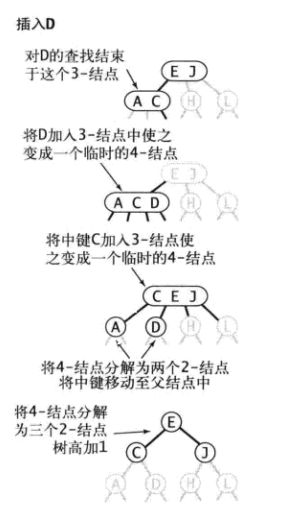 插入D
对D的查找结束
于这个3-结点
E J
A C
H
L
将D加入3-结点中使之
变成一个临时的4-结点
E J
A C D
H
L
将中键C加入3-结点使
之变成一个临时的4-结点
C E J
A
D
H
L
将4-结点分解为两个2-结点
将中键移动至父结点中
将4-结点分解
为三个2-结点
树高加1
E
C
J
A
D
H
L